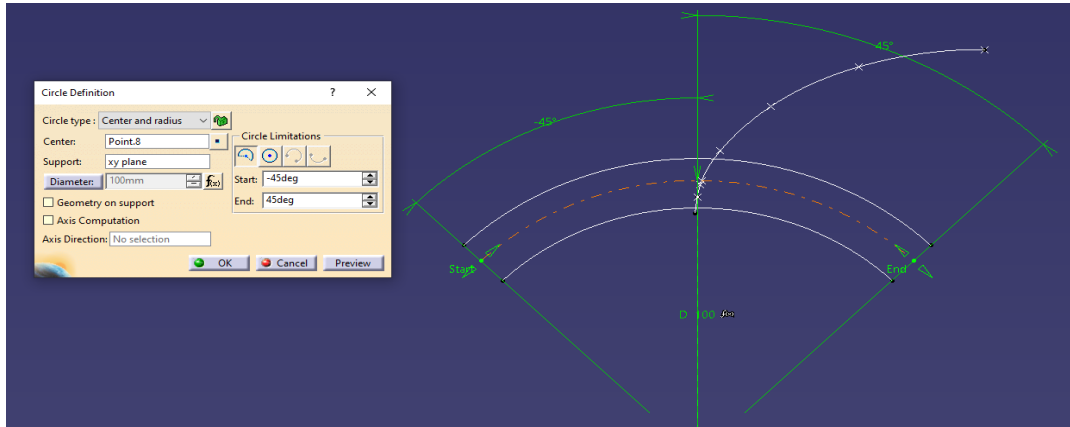 Circle Definition
? X
Circle type : Center and radius
Center: Point.8
Support: xy plane
Diameter: 100mm f(x)
Geometry on support
Axis Computation
Axis Direction: No selection
Circle Limitations
Start: -45deg
End: 45deg
OK Cancel Preview
45°
-45°
Start
End
D 100 f(x)